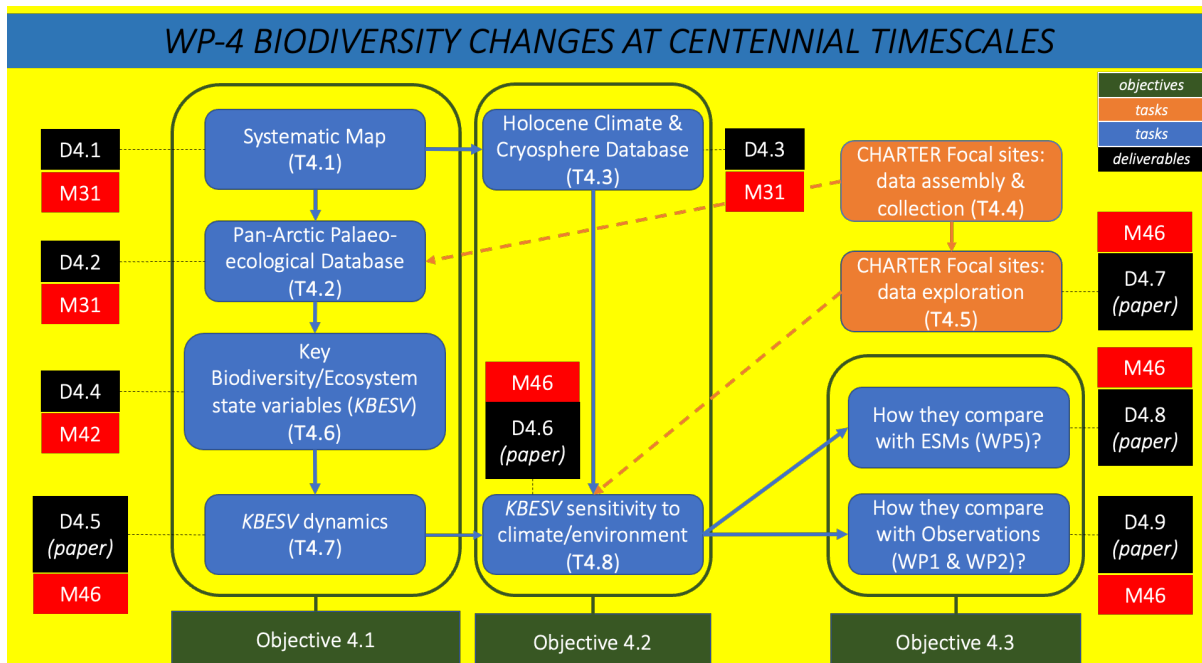 WP-4 BIODIVERSITY CHANGES AT CENTENNIAL TIMESCALES
objectives
tasks
tasks
deliverables
D4.1
M31
Systematic Map
(T4.1)
Holocene Climate &
Cryosphere Database
(T4.3)
D4.3
M31
CHARTER Focal sites:
data assembly &
collection (T4.4)
D4.2
M31
Pan-Arctic Palaeo-
ecological Database
(T4.2)
CHARTER Focal sites:
data exploration
(T4.5)
M46
D4.7
(paper)
D4.4
M42
Key
Biodiversity/Ecosystem
state variables (KBESV)
(T4.6)
M46
D4.6
(paper)
How they compare
with ESMs (WP5)?
M46
D4.8
(paper)
D4.5
(paper)
M46
KBESV dynamics
(T4.7)
KBESV sensitivity to
climate/environment
(T4.8)
How they compare
with Observations
(WP1 & WP2)?
D4.9
(paper)
M46
Objective 4.1
Objective 4.2
Objective 4.3